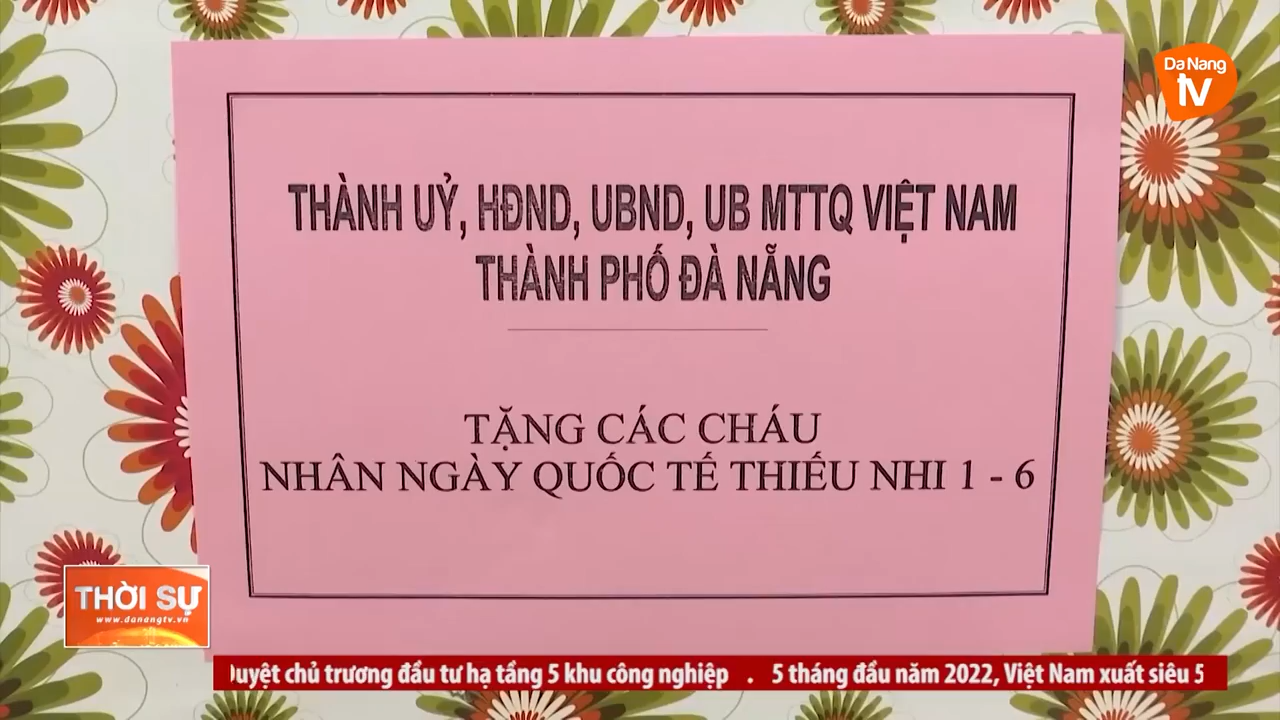 Da Nang
tv
THÀNH UỶ, HĐND, UBND, UB MTTQ VIỆT NAM
THÀNH PHỐ ĐÀ NẴNG
TẶNG CÁC CHÁU
NHÂN NGÀY QUỐC TẾ THIẾU NHI 1 - 6
THỜI SỰ
www.danangtv.vn
chủ trương đầu tư hạ tầng 5 khu công nghiệp . 5 tháng đầu năm 2022, Việt Nam xuất siêu 5